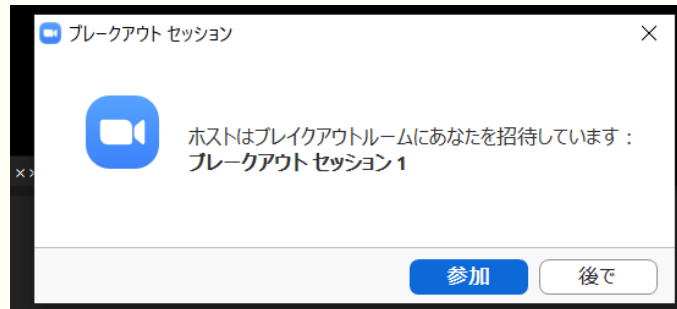 ブレークアウト セッション
ホストはブレイクアウトルームにあなたを招待しています：
ブレークアウト セッション 1
参加
後で